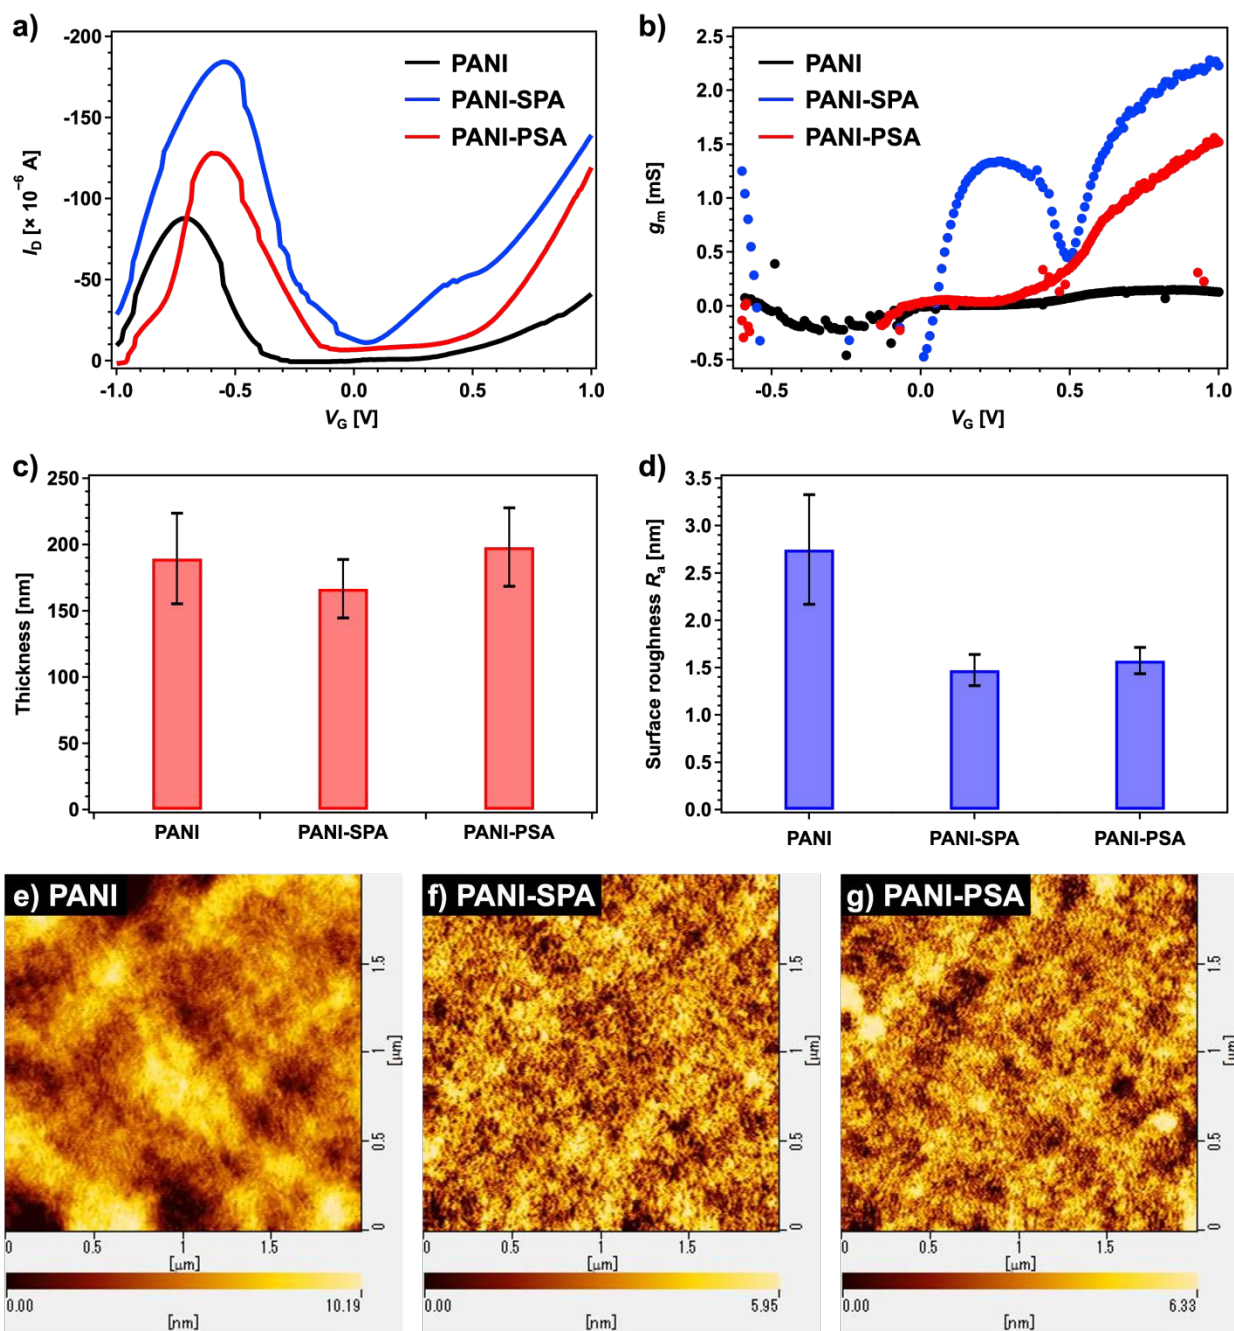 a)
PANI
PANI-SPA
PANI-PSA
-200
-150
-100
-50
0
I_D [× 10⁻⁶ A]
-1.0 -0.5 0.0 0.5 1.0
V_G [V]
b)
PANI
PANI-SPA
PANI-PSA
2.5
2.0
1.5
1.0
0.5
0.0
-0.5
g_m [mS]
-0.5 0.0 0.5 1.0
V_G [V]
c)
250
200
150
100
50
0
Thickness [nm]
PANI PANI-SPA PANI-PSA
d)
3.5
3.0
2.5
2.0
1.5
1.0
0.5
0.0
Surface roughness R_a [nm]
PANI PANI-SPA PANI-PSA
e) PANI
1.5
1
[µm]
0.5
0
0 0.5 1 1.5
[µm]
0.00 10.19
[nm]
f) PANI-SPA
1.5
1
[µm]
0.5
0
0 0.5 1 1.5
[µm]
0.00 5.95
[nm]
g) PANI-PSA
1.5
1
[µm]
0.5
0
0 0.5 1 1.5
[µm]
0.00 6.33
[nm]